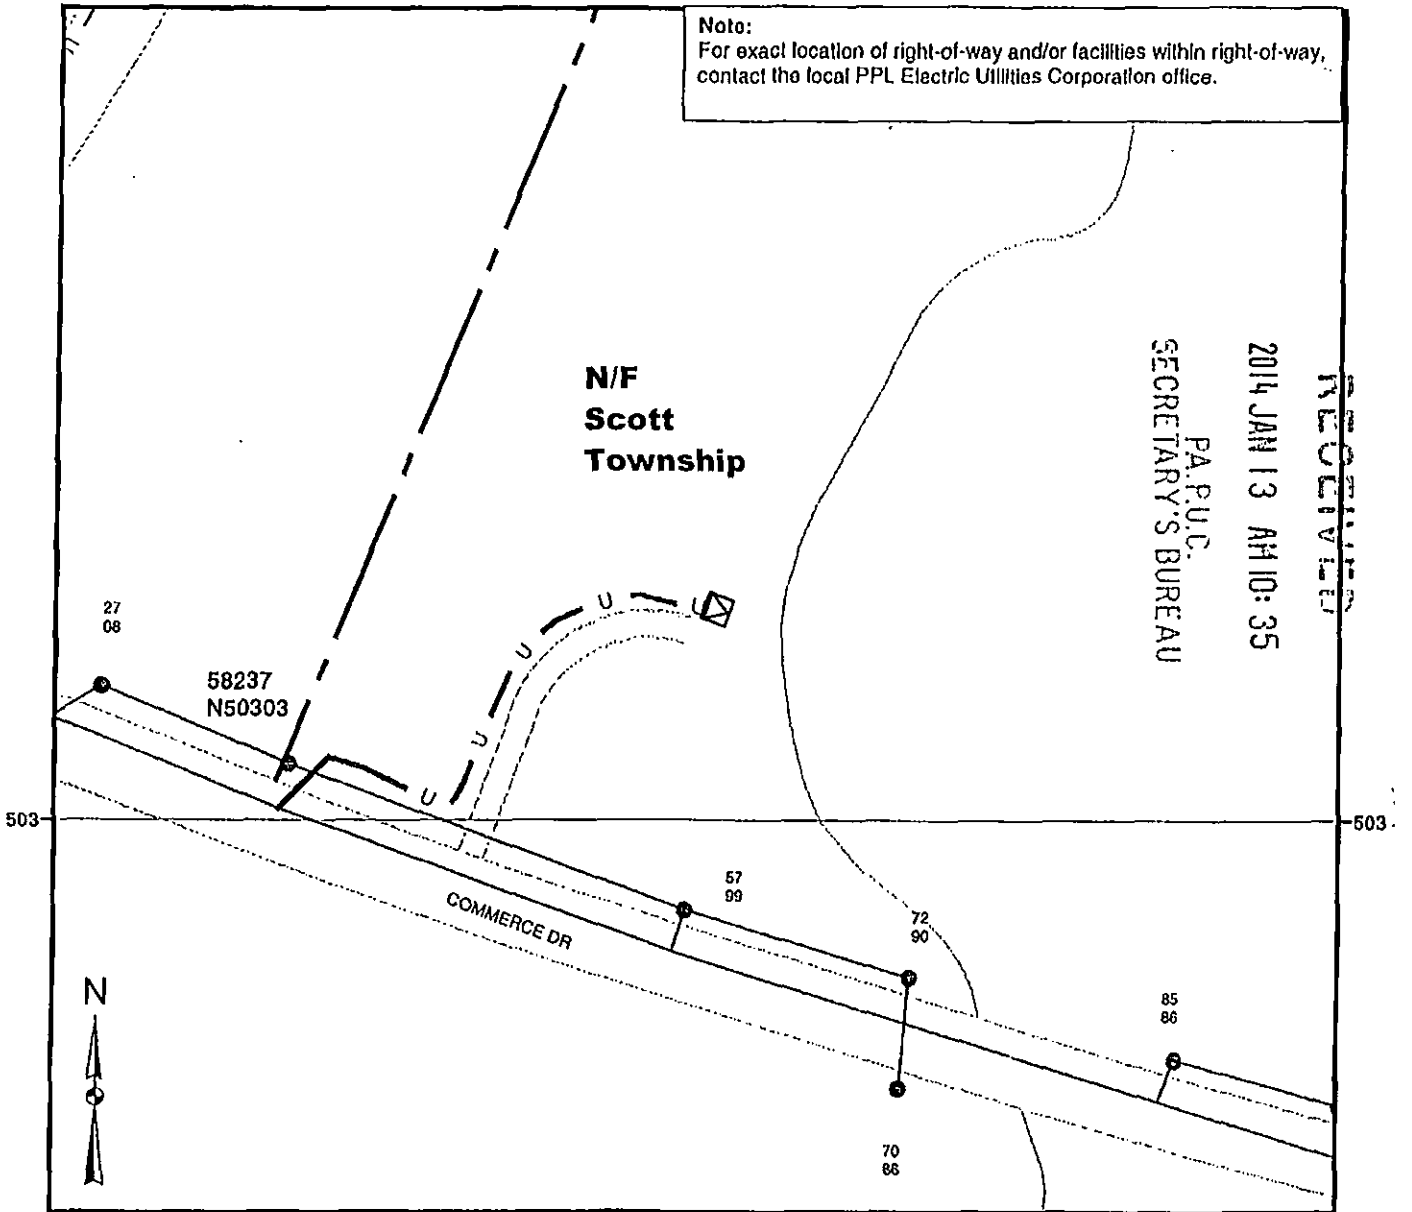 Note:
For exact location of right-of-way and/or facilities within right-of-way,
contact the local PPL Electric Utilities Corporation office.
N/F
Scott
Township
RECEIVED
2014 JAN 13 AM 10: 35
PA.P.U.C.
SECRETARY'S BUREAU
27
08
58237
N50303
U
U
U
U
U
503
503
57
99
COMMERCE DR
72
90
N
85
86
70
86